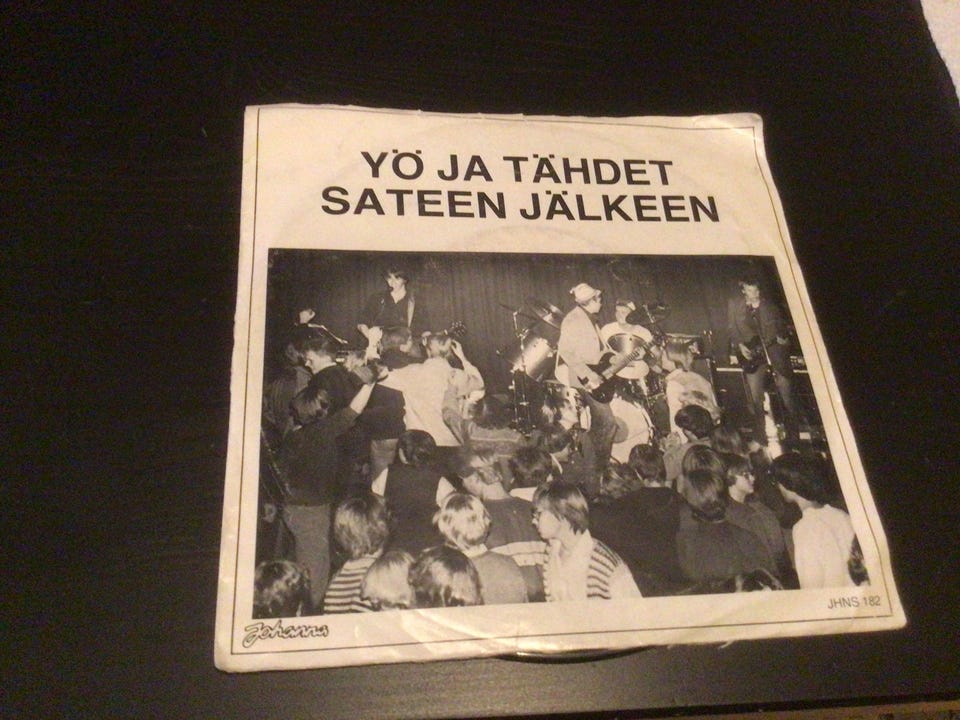 YÖ JA TÄHDET
SATEEN JÄLKEEN
JHNS 182
Johanna